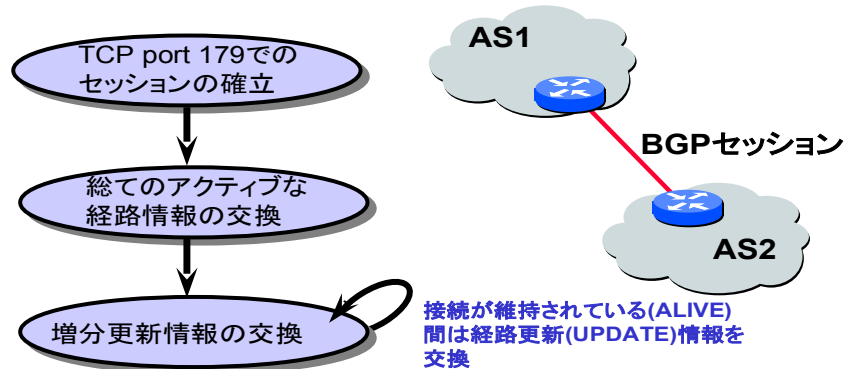 TCP port 179での
セッションの確立
総てのアクティブな
経路情報の交換
増分更新情報の交換
AS1
BGPセッション
AS2
接続が維持されている(ALIVE)
間は経路更新(UPDATE)情報を
交換